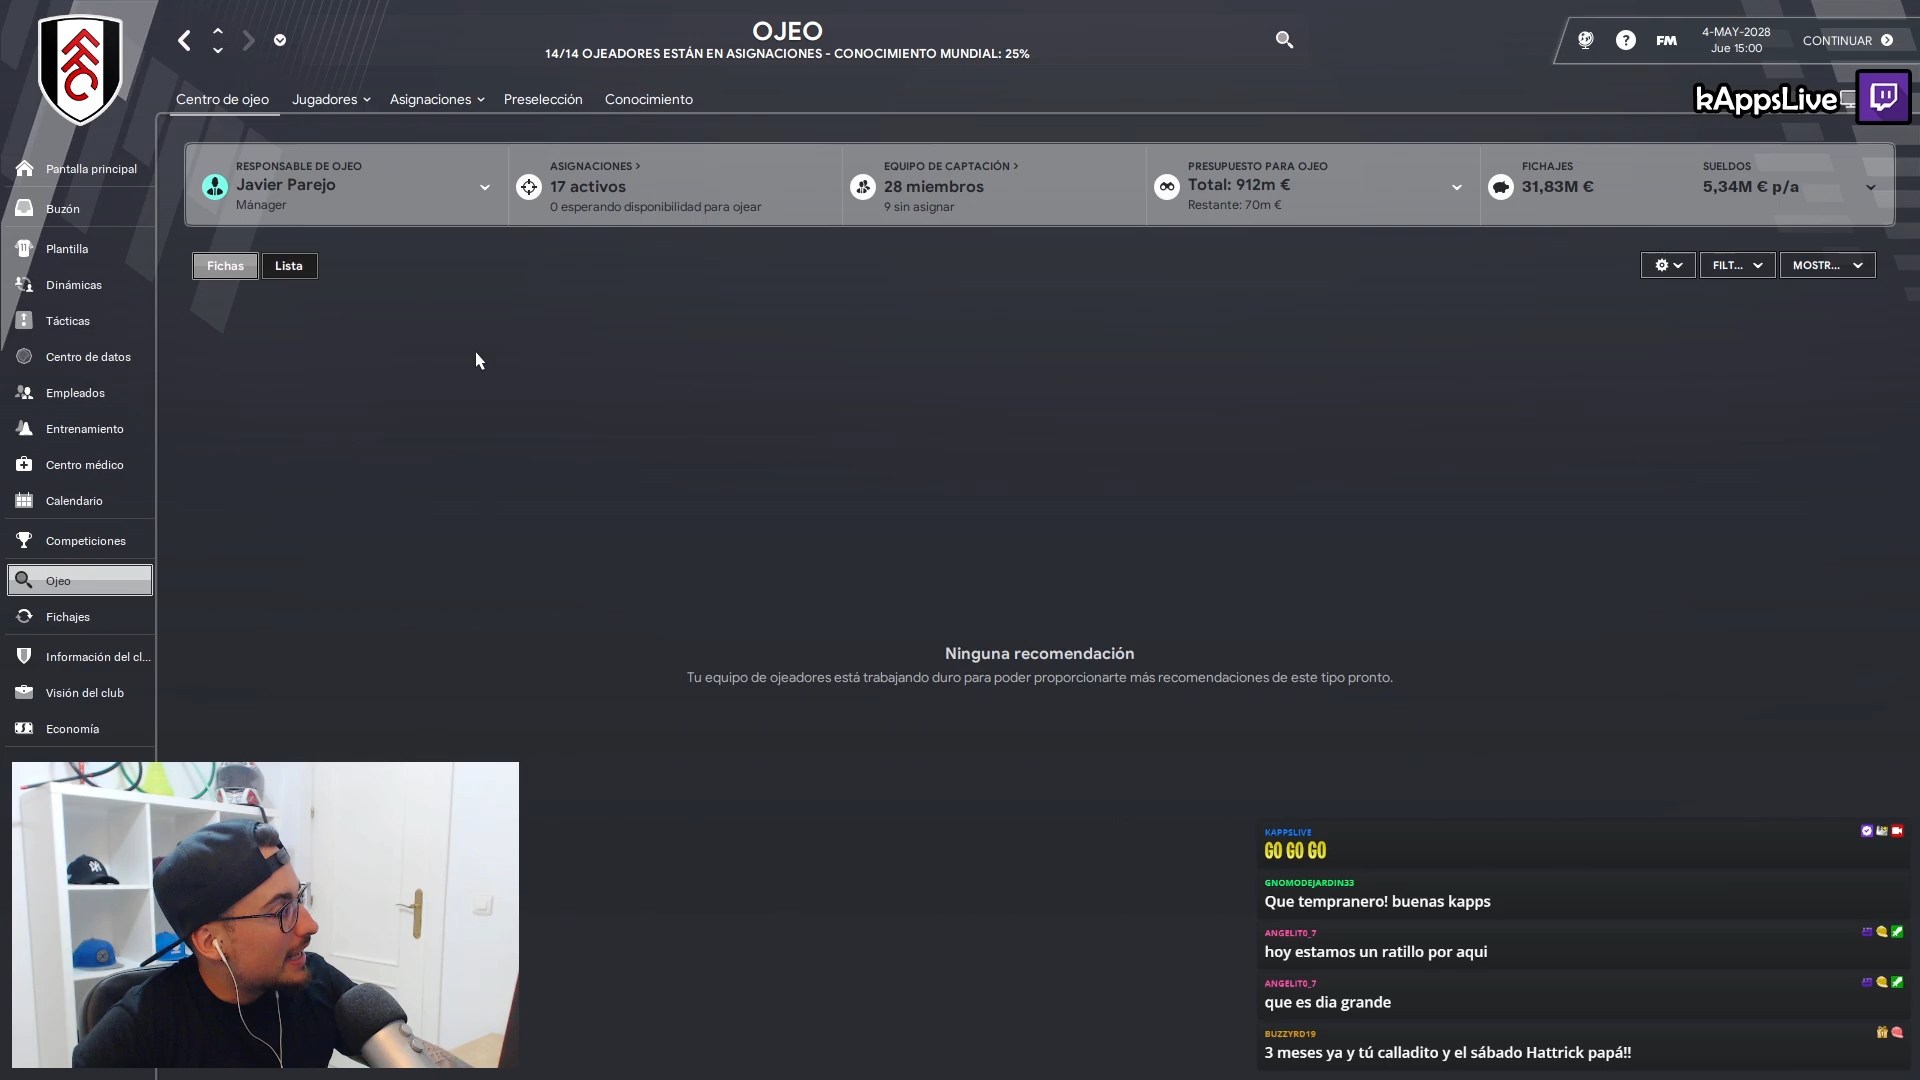 OJEO
14/14 OJEADORES ESTÁN EN ASIGNACIONES - CONOCIMIENTO MUNDIAL: 25%
FM
4-MAY-2028
Jue 15:00
CONTINUAR
kAppsLive
Centro de ojeo
Jugadores
Asignaciones
Preselección
Conocimiento
RESPONSABLE DE OJEO
Javier Parejo
Mánager
ASIGNACIONES >
17 activos
0 esperando disponibilidad para ojear
EQUIPO DE CAPTACIÓN >
28 miembros
9 sin asignar
PRESUPUESTO PARA OJEO
Total: 912m €
Restante: 70m €
FICHAJES
31,83M €
SUELDOS
5,34M € p/a
Fichas
Lista
FILT...
MOSTR...
Pantalla principal
Buzón
Plantilla
Dinámicas
Tácticas
Centro de datos
Empleados
Entrenamiento
Centro médico
Calendario
Competiciones
Ojeo
Fichajes
Información del cl...
Visión del club
Economía
Ninguna recomendación
Tu equipo de ojeadores está trabajando duro para poder proporcionarte más recomendaciones de este tipo pronto.
KAPPSLIVE
GO GO GO
GNOMODEJARDIN33
Que tempranero! buenas kapps
ANGELIT0_7
hoy estamos un ratillo por aqui
ANGELIT0_7
que es dia grande
BUZZYRD19
3 meses ya y tú calladito y el sábado Hattrick papá!!